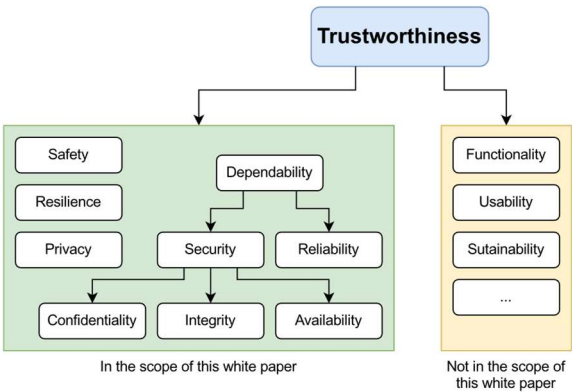 Trustworthiness
Safety
Resilience
Privacy
Dependability
Security
Reliability
Confidentiality
Integrity
Availability
In the scope of this white paper
Functionality
Usability
Sutainability
...
Not in the scope of
this white paper